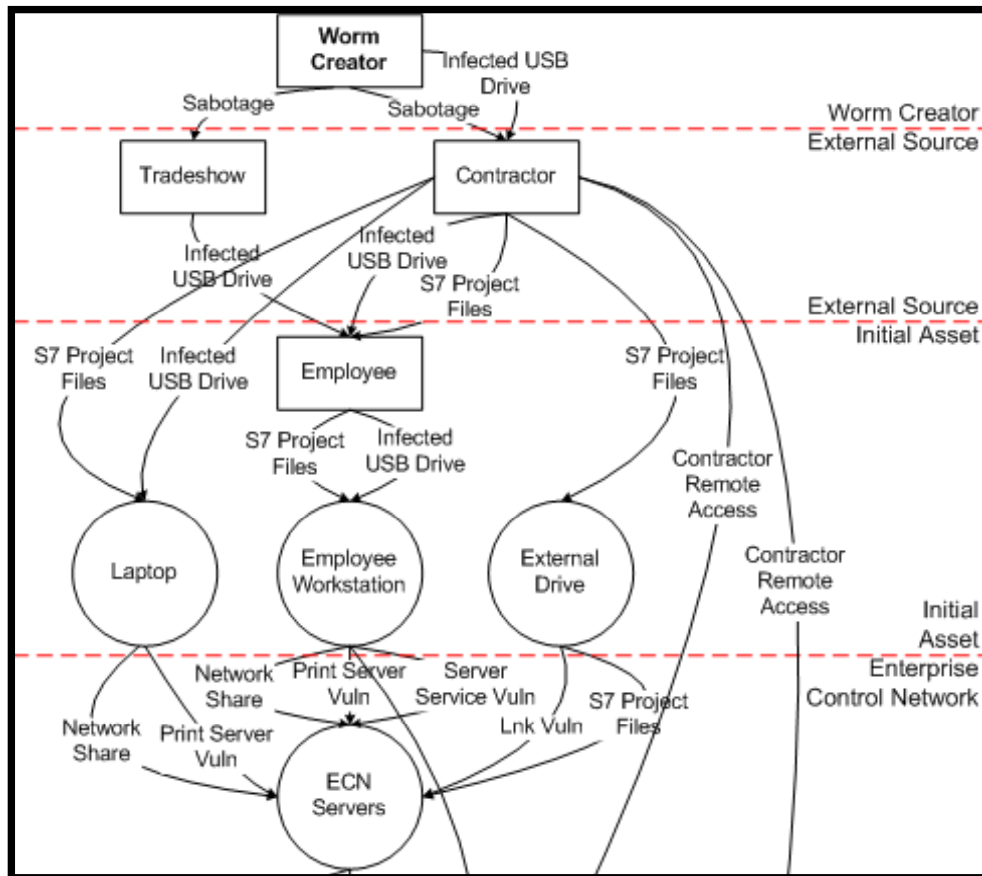 Worm
Creator
Infected USB
Drive
Sabotage
Sabotage
Worm Creator
External Source
Tradeshow
Contractor
Infected
USB Drive
Infected
USB Drive
S7 Project
Files
External Source
Initial Asset
S7 Project
Files
Infected
USB Drive
Employee
S7 Project
Files
S7 Project
Files
Infected
USB Drive
Contractor
Remote
Access
Laptop
Employee
Workstation
External
Drive
Contractor
Remote
Access
Initial
Asset
Enterprise
Control Network
Network
Share
Print Server
Vuln
Network
Share
Print Server
Vuln
Server
Service Vuln
Lnk Vuln
S7 Project
Files
ECN
Servers